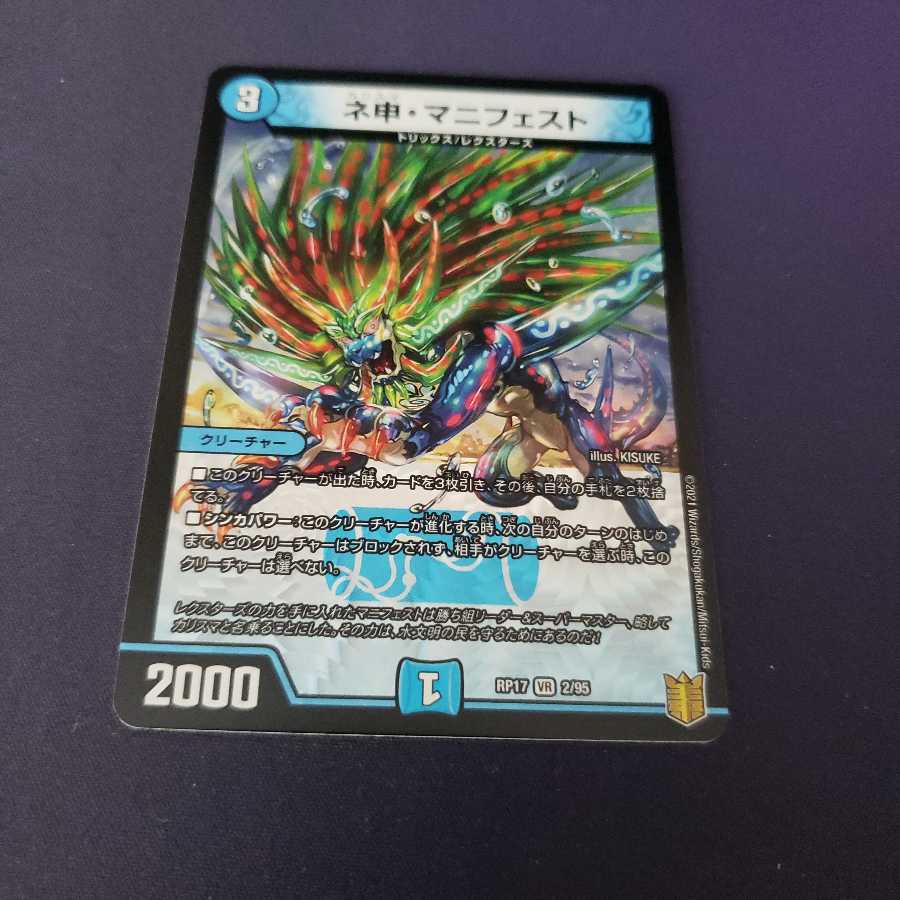 3
ネ申・マニフェスト
トリックス/レクスターズ
クリーチャー
illus. KISUKE
■このクリーチャーが出た時、カードを3枚引き、その後、自分の手札を2枚捨
てる。
■シンカパワー:このクリーチャーが進化する時、次の自分のターンのはじめ
まで、このクリーチャーはブロックされず、相手がクリーチャーを選ぶ時、この
クリーチャーは選べない。
レクスターズの力を手に入れたマニフェストは勝ち組リーダー&スーパーマスター、略して
カリスマと名乗ることにした。その力は、水文明の民を守るためにあるのだ!
©2021 Wizards/Shogakukan/Mitsui-Kids
2000
1
RP17 VR 2/95